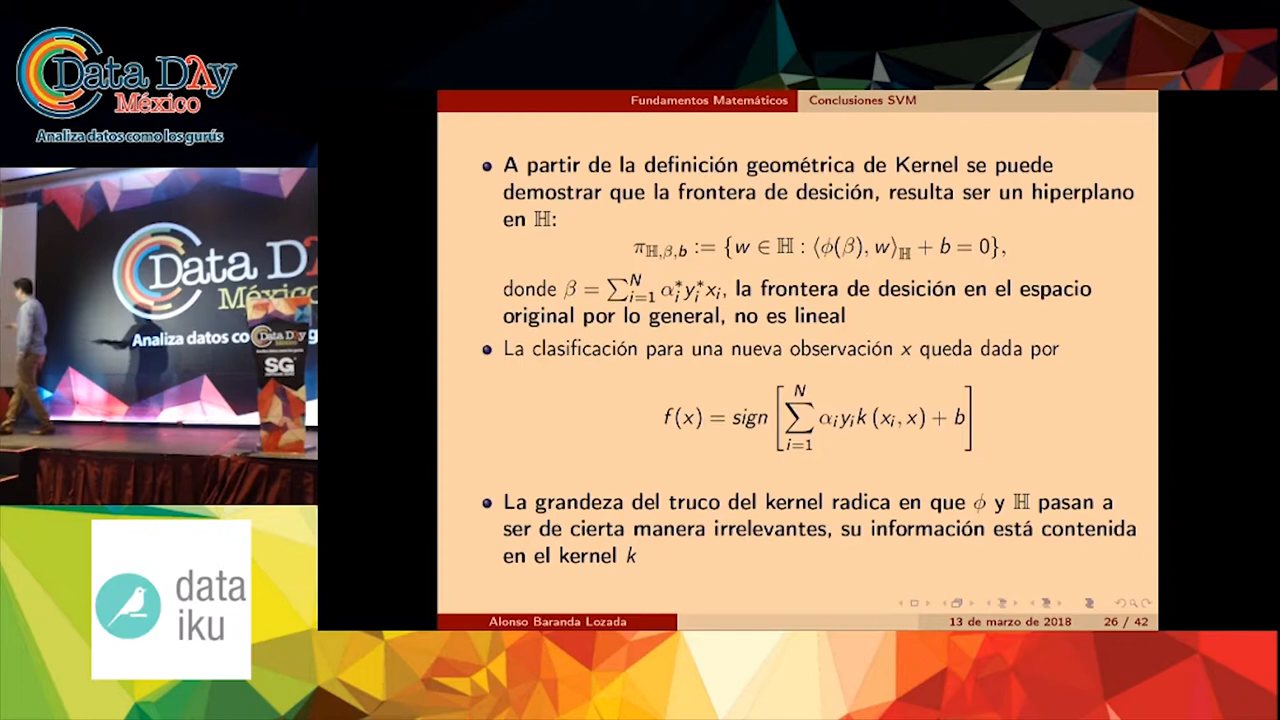 Data Dλy
México
Analiza datos como los gurús
Data D
Méxic
Analiza datos co
Data Dλy
SG
data
iku
Fundamentos Matemáticos
Conclusiones SVM
A partir de la definición geométrica de Kernel se puede
demostrar que la frontera de desición, resulta ser un hiperplano
en ℍ:
π_{ℍ,β,b} := {w ∈ ℍ : ⟨ϕ(β), w⟩_ℍ + b = 0},
donde β = ∑_{i=1}^{N} α_i^* y_i^* x_i, la frontera de desición en el espacio
original por lo general, no es lineal
La clasificación para una nueva observación x queda dada por
f(x) = sign [∑_{i=1}^{N} α_i y_i k (x_i, x) + b]
La grandeza del truco del kernel radica en que ϕ y ℍ pasan a
ser de cierta manera irrelevantes, su información está contenida
en el kernel k
Alonso Baranda Lozada
13 de marzo de 2018
26 / 42